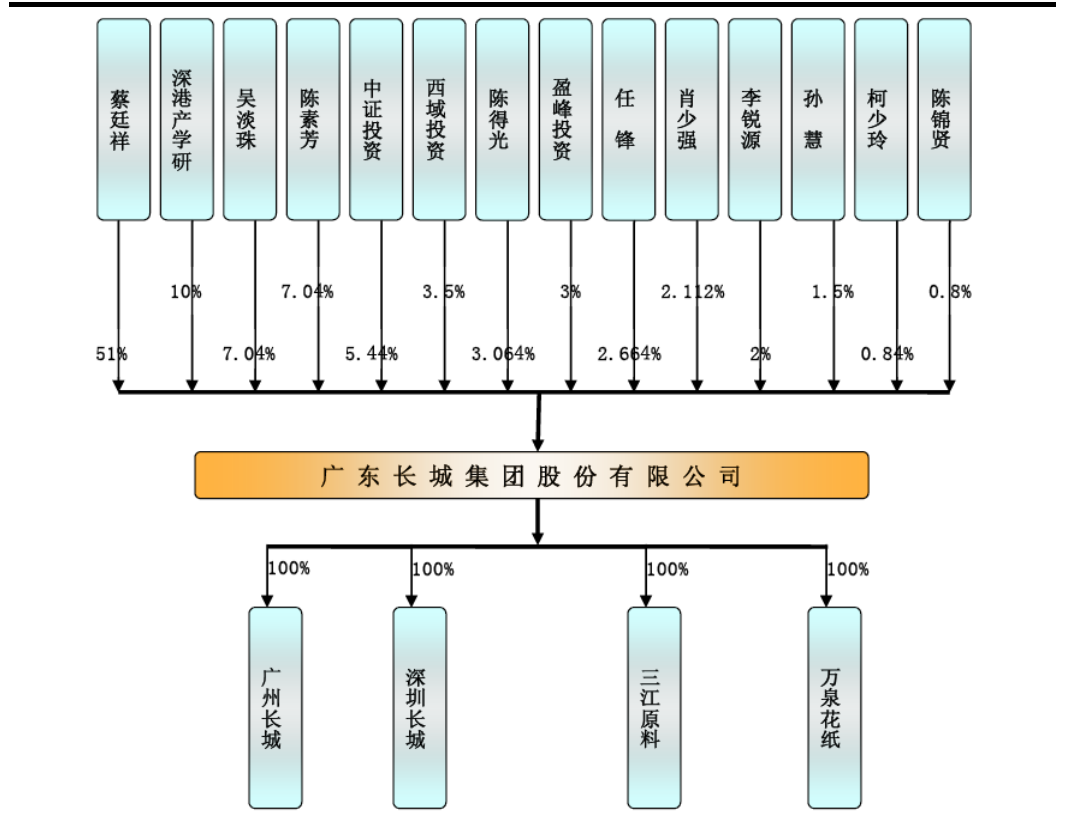 蔡廷祥
深港产学研
吴淡珠
陈素芳
中证投资
西域投资
陈得光
盈峰投资
任 锋
肖少强
李锐源
孙 慧
柯少玲
陈锦贤
10%
7.04%
3.5%
3%
2.112%
1.5%
0.8%
51%
7.04%
5.44%
3.064%
2.664%
2%
0.84%
广东长城集团股份有限公司
100%
100%
100%
100%
广州长城
深圳长城
三江原料
万泉花纸